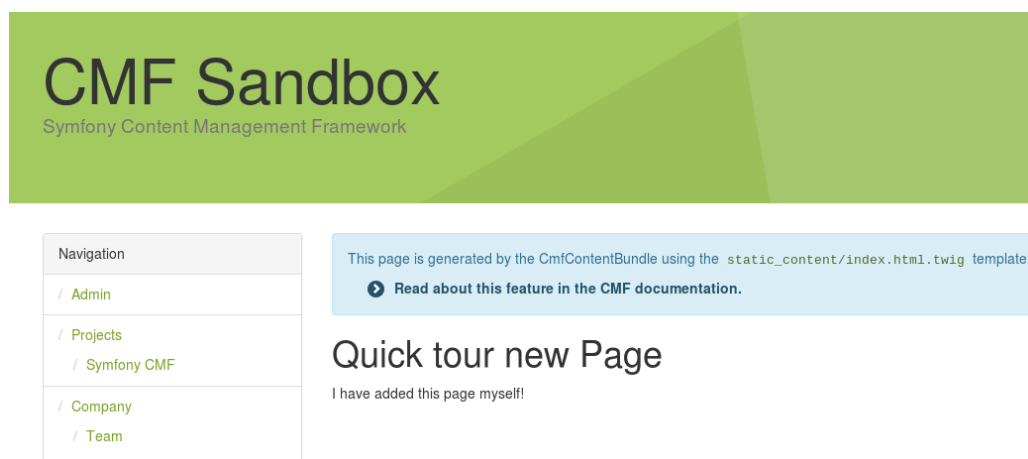 CMF Sandbox
Symfony Content Management Framework
Navigation
/ Admin
/ Projects
/ Symfony CMF
/ Company
/ Team
This page is generated by the CmfContentBundle using the static_content/index.html.twig template
Read about this feature in the CMF documentation.
Quick tour new Page
I have added this page myself!